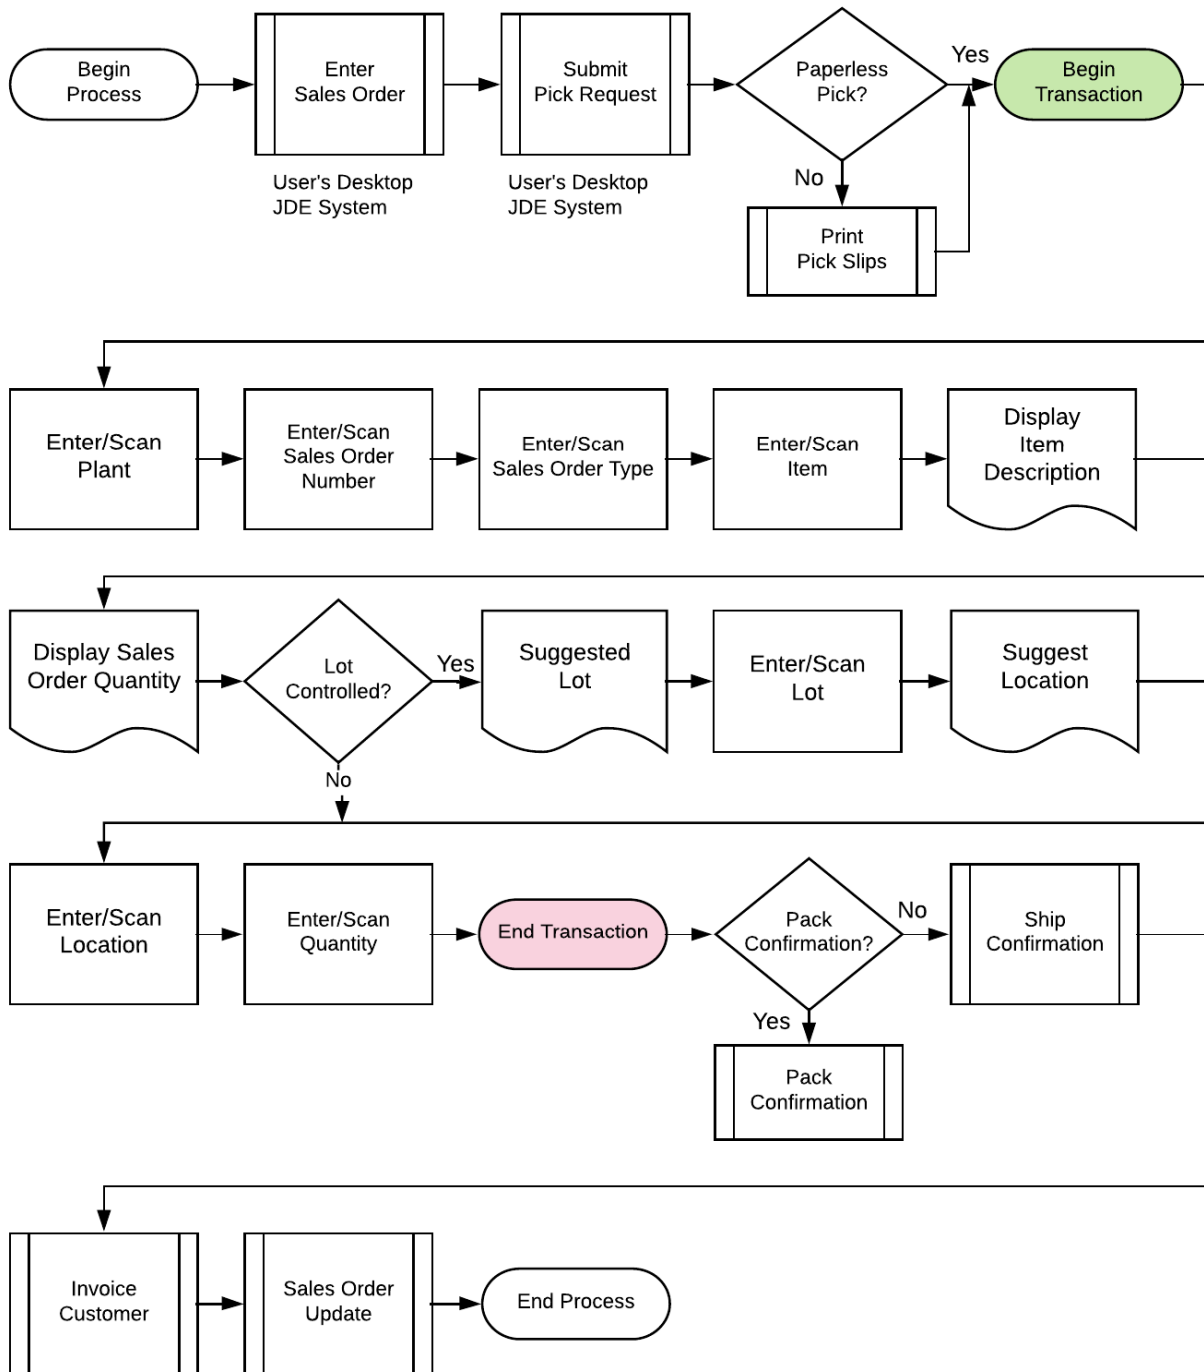 Begin
Process
Enter
Sales Order
Submit
Pick Request
Paperless
Pick?
Yes
Begin
Transaction
User's Desktop
JDE System
User's Desktop
JDE System
No
Print
Pick Slips
Enter/Scan
Plant
Enter/Scan
Sales Order
Number
Enter/Scan
Sales Order Type
Enter/Scan
Item
Display
Item
Description
Display Sales
Order Quantity
Lot
Controlled?
Yes
Suggested
Lot
Enter/Scan
Lot
Suggest
Location
No
Enter/Scan
Location
Enter/Scan
Quantity
End Transaction
Pack
Confirmation?
No
Ship
Confirmation
Yes
Pack
Confirmation
Invoice
Customer
Sales Order
Update
End Process